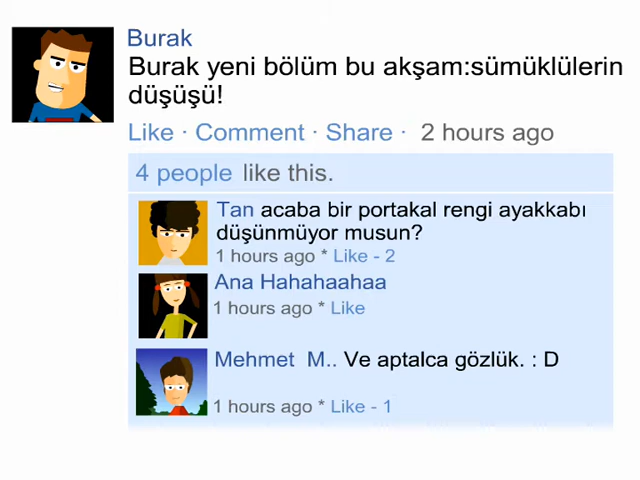 Burak
Burak yeni bölüm bu akşam:sümüklülerin
düşüşü!
Like · Comment · Share · 2 hours ago
4 people like this.
Tan acaba bir portakal rengi ayakkabı
düşünmüyor musun?
1 hours ago * Like - 2
Ana Hahahaahaa
1 hours ago * Like
Mehmet M.. Ve aptalca gözlük. : D
1 hours ago * Like - 1